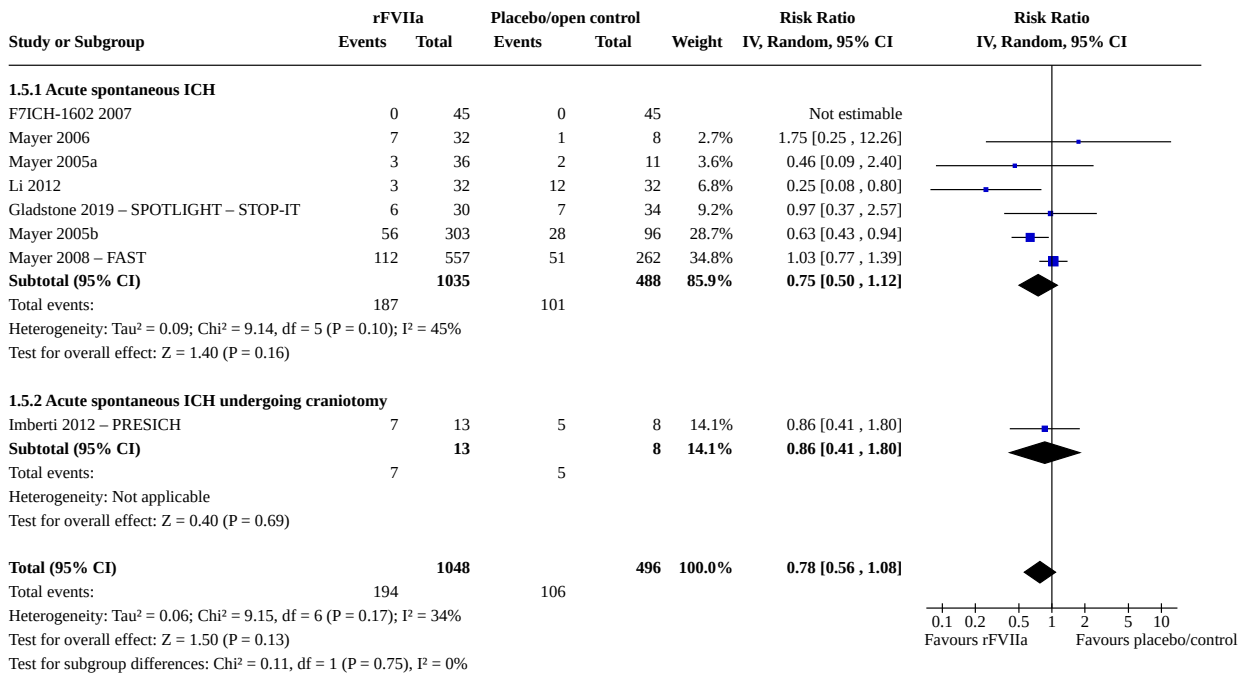 rFVIIa Placebo/open control Risk Ratio Risk Ratio
Study or Subgroup Events Total Events Total Weight IV, Random, 95% CI IV, Random, 95% CI
1.5.1 Acute spontaneous ICH
F7ICH-1602 2007 0 45 0 45 Not estimable
Mayer 2006 7 32 1 8 2.7% 1.75 [0.25 , 12.26]
Mayer 2005a 3 36 2 11 3.6% 0.46 [0.09 , 2.40]
Li 2012 3 32 12 32 6.8% 0.25 [0.08 , 0.80]
Gladstone 2019 – SPOTLIGHT – STOP-IT 6 30 7 34 9.2% 0.97 [0.37 , 2.57]
Mayer 2005b 56 303 28 96 28.7% 0.63 [0.43 , 0.94]
Mayer 2008 – FAST 112 557 51 262 34.8% 1.03 [0.77 , 1.39]
Subtotal (95% CI) 1035 488 85.9% 0.75 [0.50 , 1.12]
Total events: 187 101
Heterogeneity: Tau² = 0.09; Chi² = 9.14, df = 5 (P = 0.10); I² = 45%
Test for overall effect: Z = 1.40 (P = 0.16)
1.5.2 Acute spontaneous ICH undergoing craniotomy
Imberti 2012 – PRESICH 7 13 5 8 14.1% 0.86 [0.41 , 1.80]
Subtotal (95% CI) 13 8 14.1% 0.86 [0.41 , 1.80]
Total events: 7 5
Heterogeneity: Not applicable
Test for overall effect: Z = 0.40 (P = 0.69)
Total (95% CI) 1048 496 100.0% 0.78 [0.56 , 1.08]
Total events: 194 106
Heterogeneity: Tau² = 0.06; Chi² = 9.15, df = 6 (P = 0.17); I² = 34%
0.1 0.2 0.5 1 2 5 10
Test for overall effect: Z = 1.50 (P = 0.13)
Favours rFVIIa Favours placebo/control
Test for subgroup differences: Chi² = 0.11, df = 1 (P = 0.75), I² = 0%